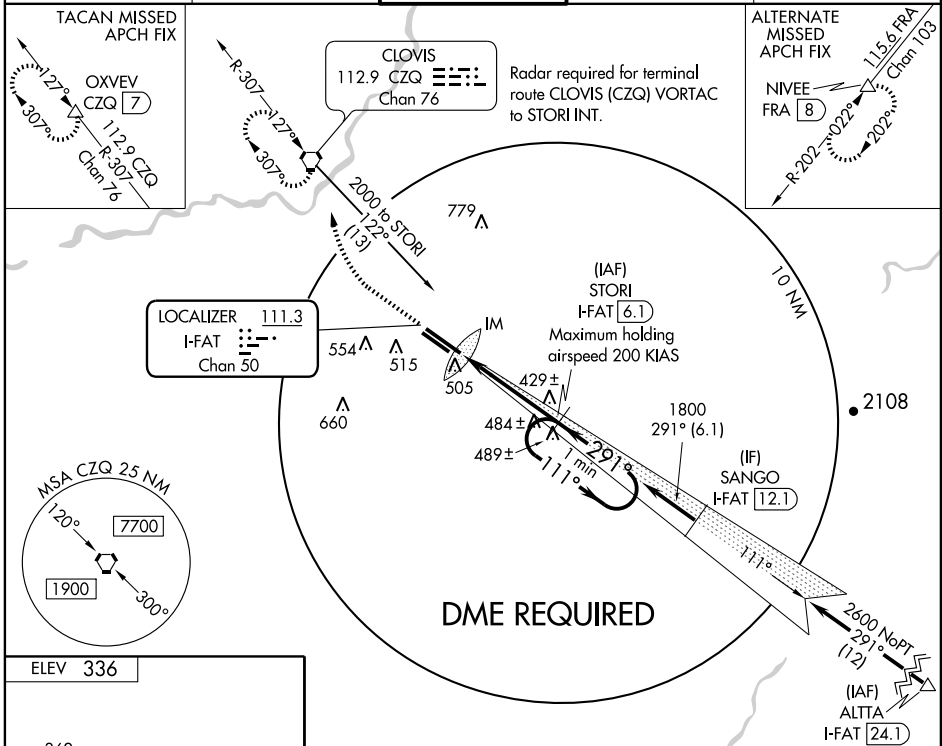 TACAN MISSED
APCH FIX
OXVEV
CZQ 7
127°
307°
112.9 CZQ
R-307
Chan 76
R-307
127°
307°
CLOVIS
112.9 CZQ
Chan 76
Radar required for terminal
route CLOVIS (CZQ) VORTAC
to STORI INT.
ALTERNATE
MISSED
APCH FIX
115.6 FRA
Chan 103
NIVEE
FRA 8
R-202
022°
202°
2000 to STORI
122°
(13)
779
10 NM
(IAF)
STORI
I-FAT 6.1
Maximum holding
airspeed 200 KIAS
LOCALIZER 111.3
I-FAT
Chan 50
IM
554
515
505
429±
660
484±
489±
1 min
291°
111°
2108
1800
291° (6.1)
(IF)
SANGO
I-FAT 12.1
MSA CZQ 25 NM
120°
7700
1900
300°
111°
DME REQUIRED
2600 NoPT
291°
(12)
(IAF)
ALTTA
I-FAT 24.1
ELEV 336